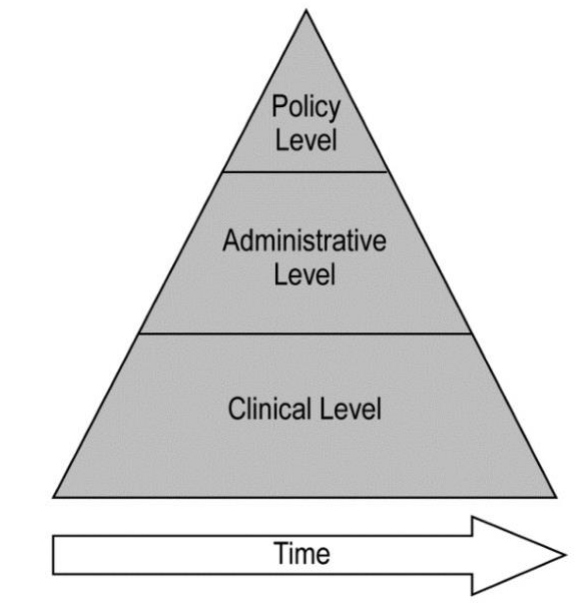 Policy
Level
Administrative
Level
Clinical Level
Time